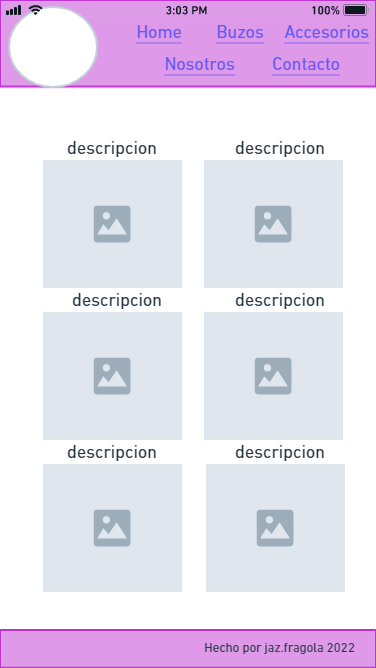 3:03 PM 100%
Home Buzos Accesorios
Nosotros Contacto
descripcion descripcion
descripcion descripcion
descripcion descripcion
Hecho por jaz.fragola 2022